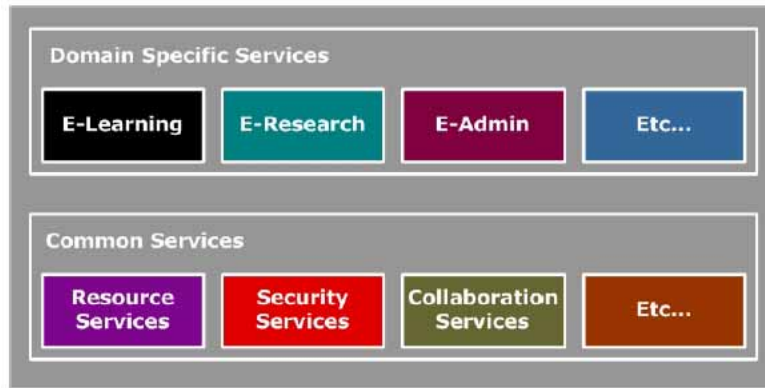 Domain Specific Services
E-Learning
E-Research
E-Admin
Etc...
Common Services
Resource
Services
Security
Services
Collaboration
Services
Etc...